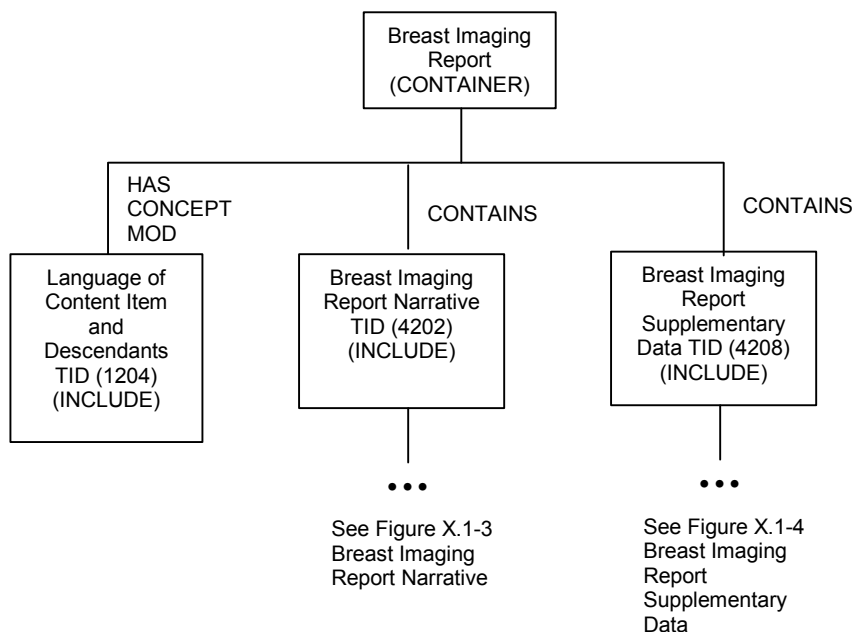 Breast Imaging
Report
(CONTAINER)
HAS
CONCEPT
MOD
CONTAINS
CONTAINS
Language of
Content Item
and
Descendants
TID (1204)
(INCLUDE)
Breast Imaging
Report Narrative
TID (4202)
(INCLUDE)
Breast Imaging
Report
Supplementary
Data TID (4208)
(INCLUDE)
•••
See Figure X.1-3
Breast Imaging
Report Narrative
•••
See Figure X.1-4
Breast Imaging
Report
Supplementary
Data